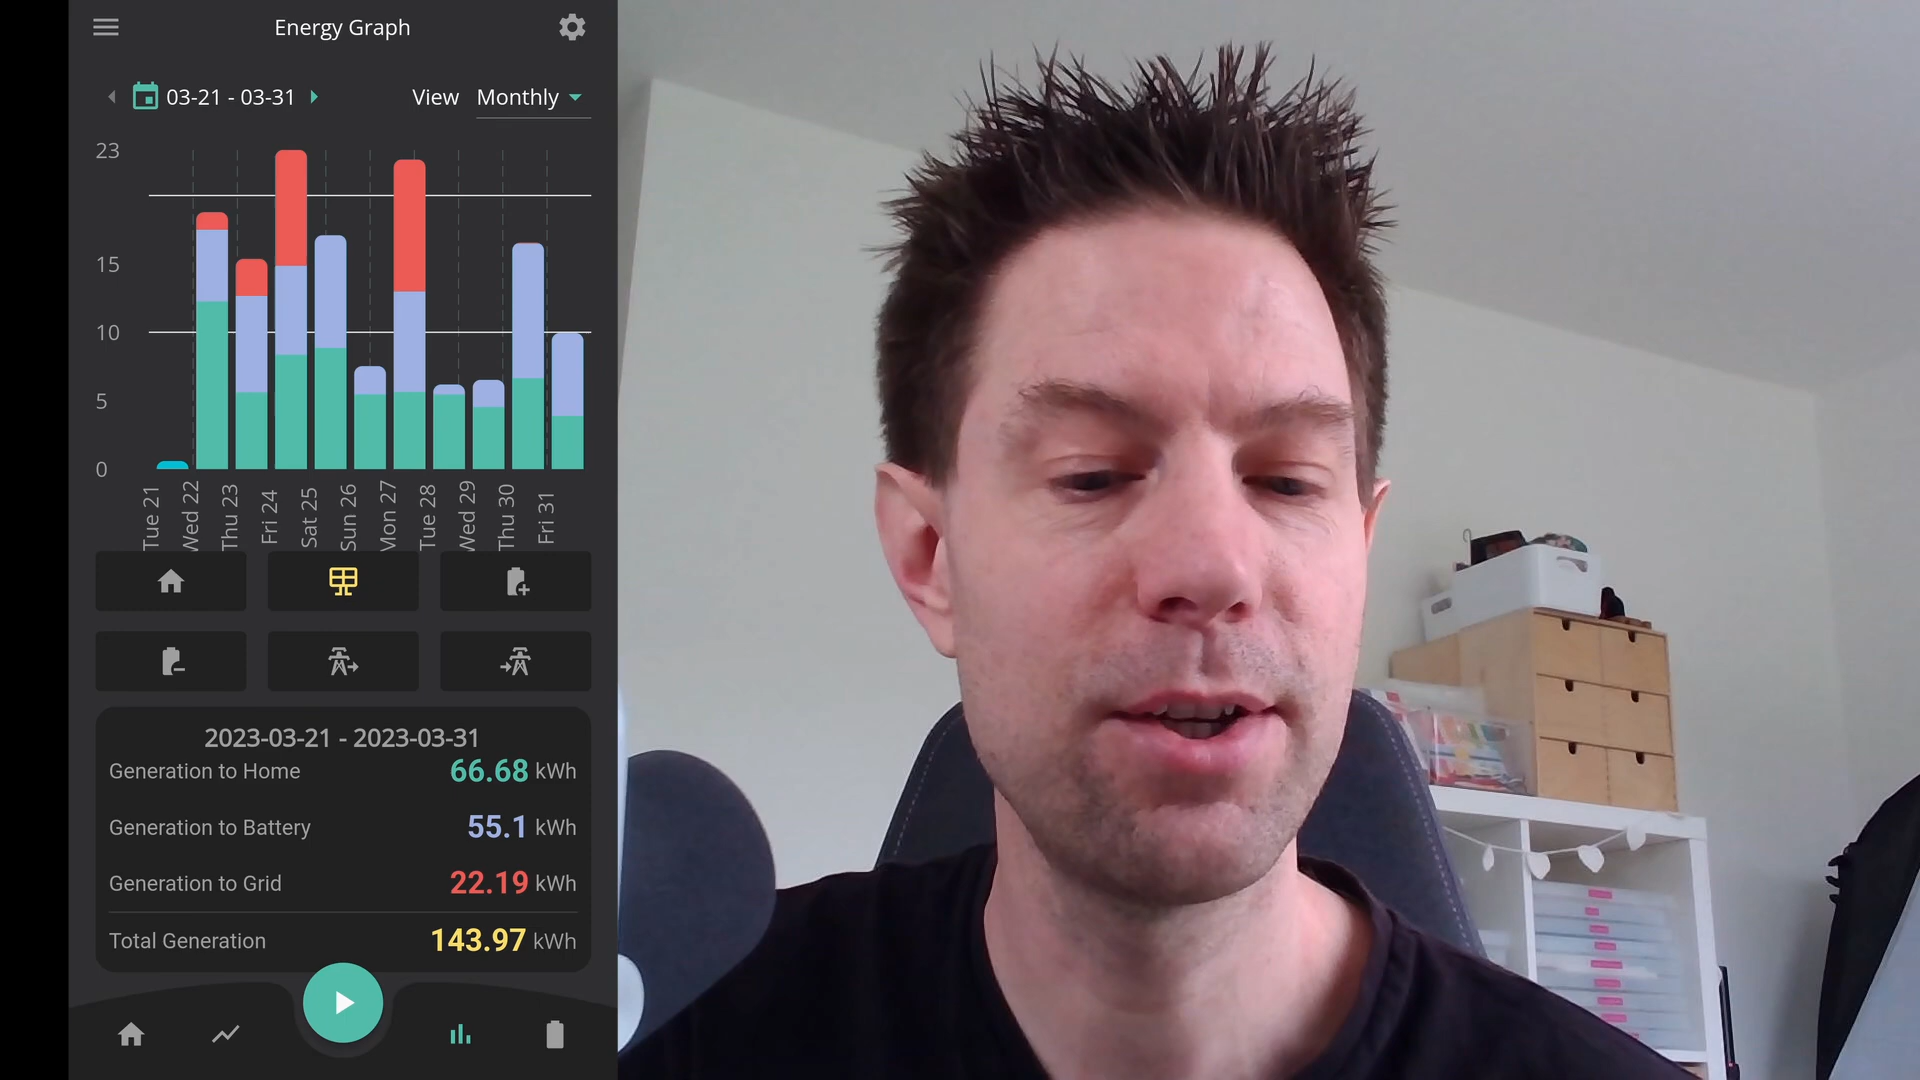 Energy Graph
03-21 - 03-31 View Monthly
23
15
10
5
0
Tue 21
Wed 22
Thu 23
Fri 24
Sat 25
Sun 26
Mon 27
Tue 28
Wed 29
Thu 30
Fri 31
2023-03-21 - 2023-03-31
Generation to Home 66.68 kWh
Generation to Battery 55.1 kWh
Generation to Grid 22.19 kWh
Total Generation 143.97 kWh